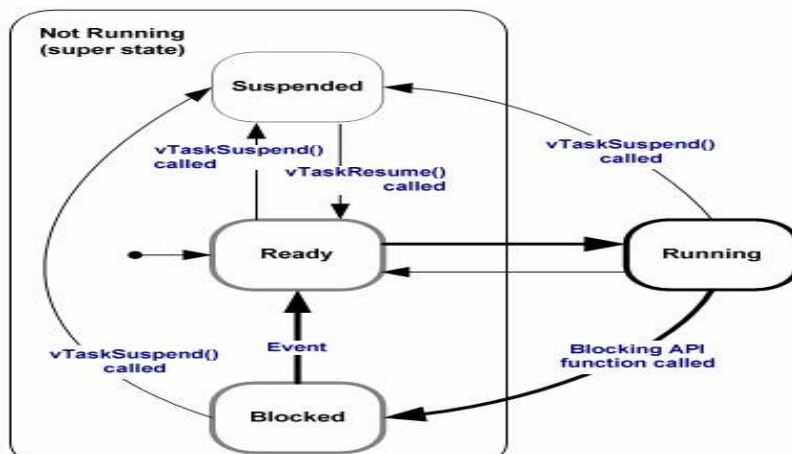 Not Running
(super state)
Suspended
vTaskSuspend()
called
vTaskSuspend()
called
vTaskResume()
called
Ready
Running
Event
vTaskSuspend()
called
Blocking API
function called
Blocked